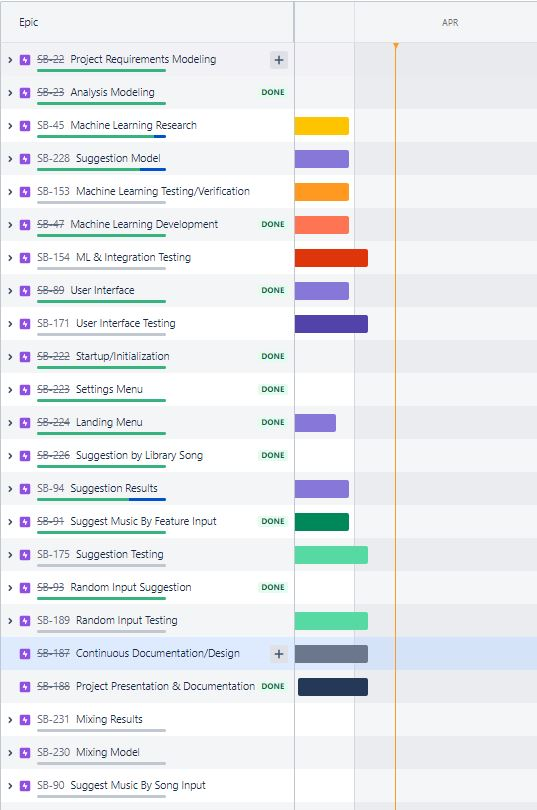 Epic
APR
SB-22 Project Requirements Modeling +
SB-23 Analysis Modeling DONE
SB-45 Machine Learning Research
SB-228 Suggestion Model
SB-153 Machine Learning Testing/Verification
SB-47 Machine Learning Development DONE
SB-154 ML & Integration Testing
SB-89 User Interface DONE
SB-171 User Interface Testing
SB-222 Startup/Initialization DONE
SB-223 Settings Menu DONE
SB-224 Landing Menu DONE
SB-226 Suggestion by Library Song DONE
SB-94 Suggestion Results
SB-91 Suggest Music By Feature Input DONE
SB-175 Suggestion Testing
SB-93 Random Input Suggestion DONE
SB-189 Random Input Testing
SB-187 Continuous Documentation/Design +
SB-188 Project Presentation & Documentation DONE
SB-231 Mixing Results
SB-230 Mixing Model
SB-90 Suggest Music By Song Input